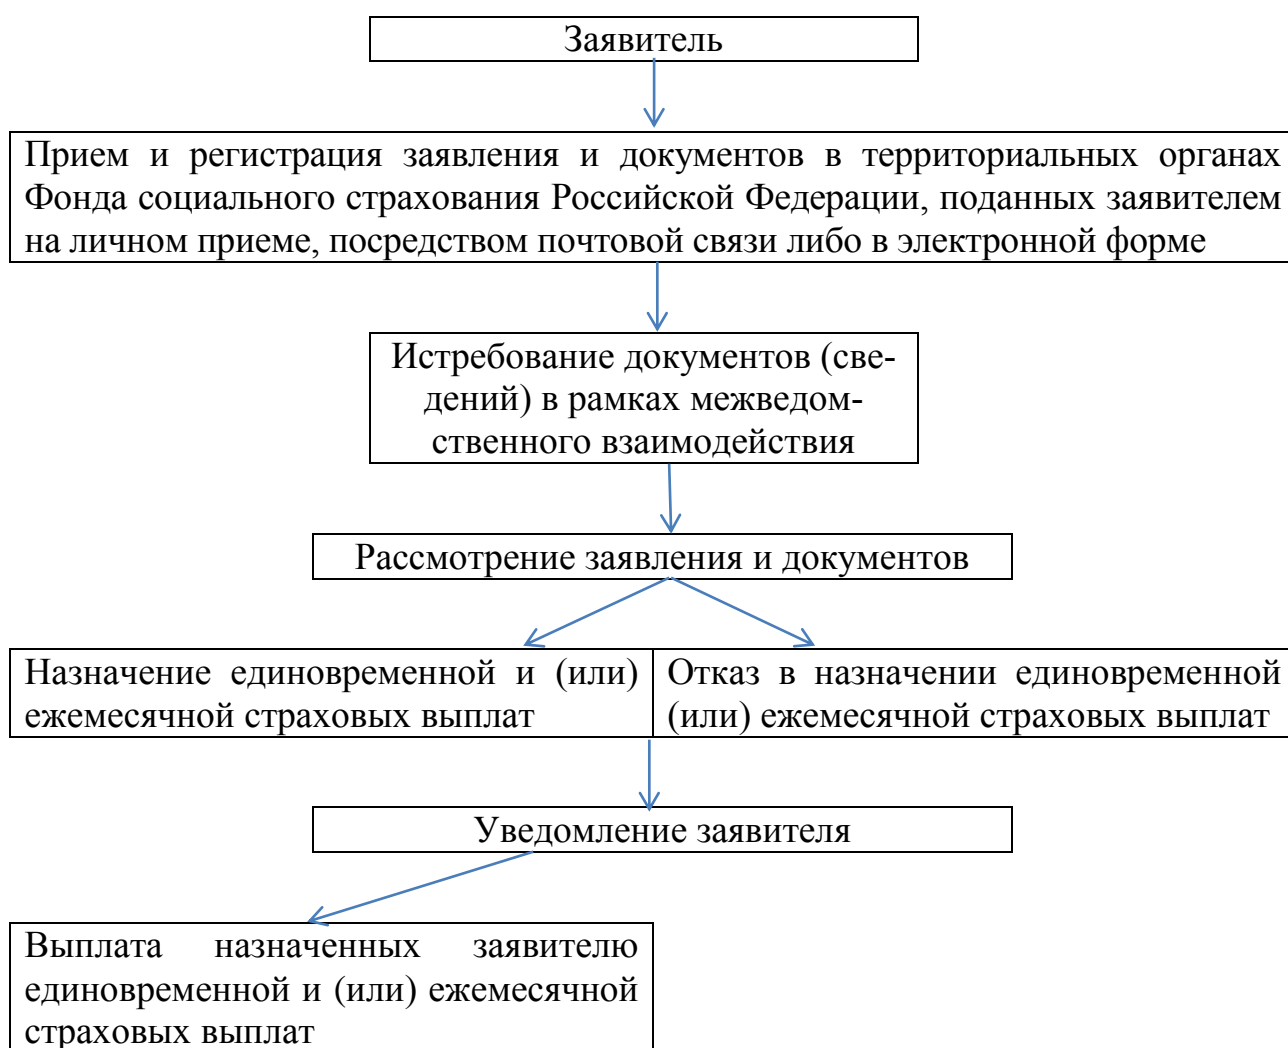 Заявитель
Прием и регистрация заявления и документов в территориальных органах
Фонда социального страхования Российской Федерации, поданных заявителем
на личном приеме, посредством почтовой связи либо в электронной форме
Истребование документов (све-
дений) в рамках межведом-
ственного взаимодействия
Рассмотрение заявления и документов
Назначение единовременной и (или)
ежемесячной страховых выплат
Отказ в назначении единовременной
(или) ежемесячной страховых выплат
Уведомление заявителя
Выплата назначенных заявителю
единовременной и (или) ежемесячной
страховых выплат